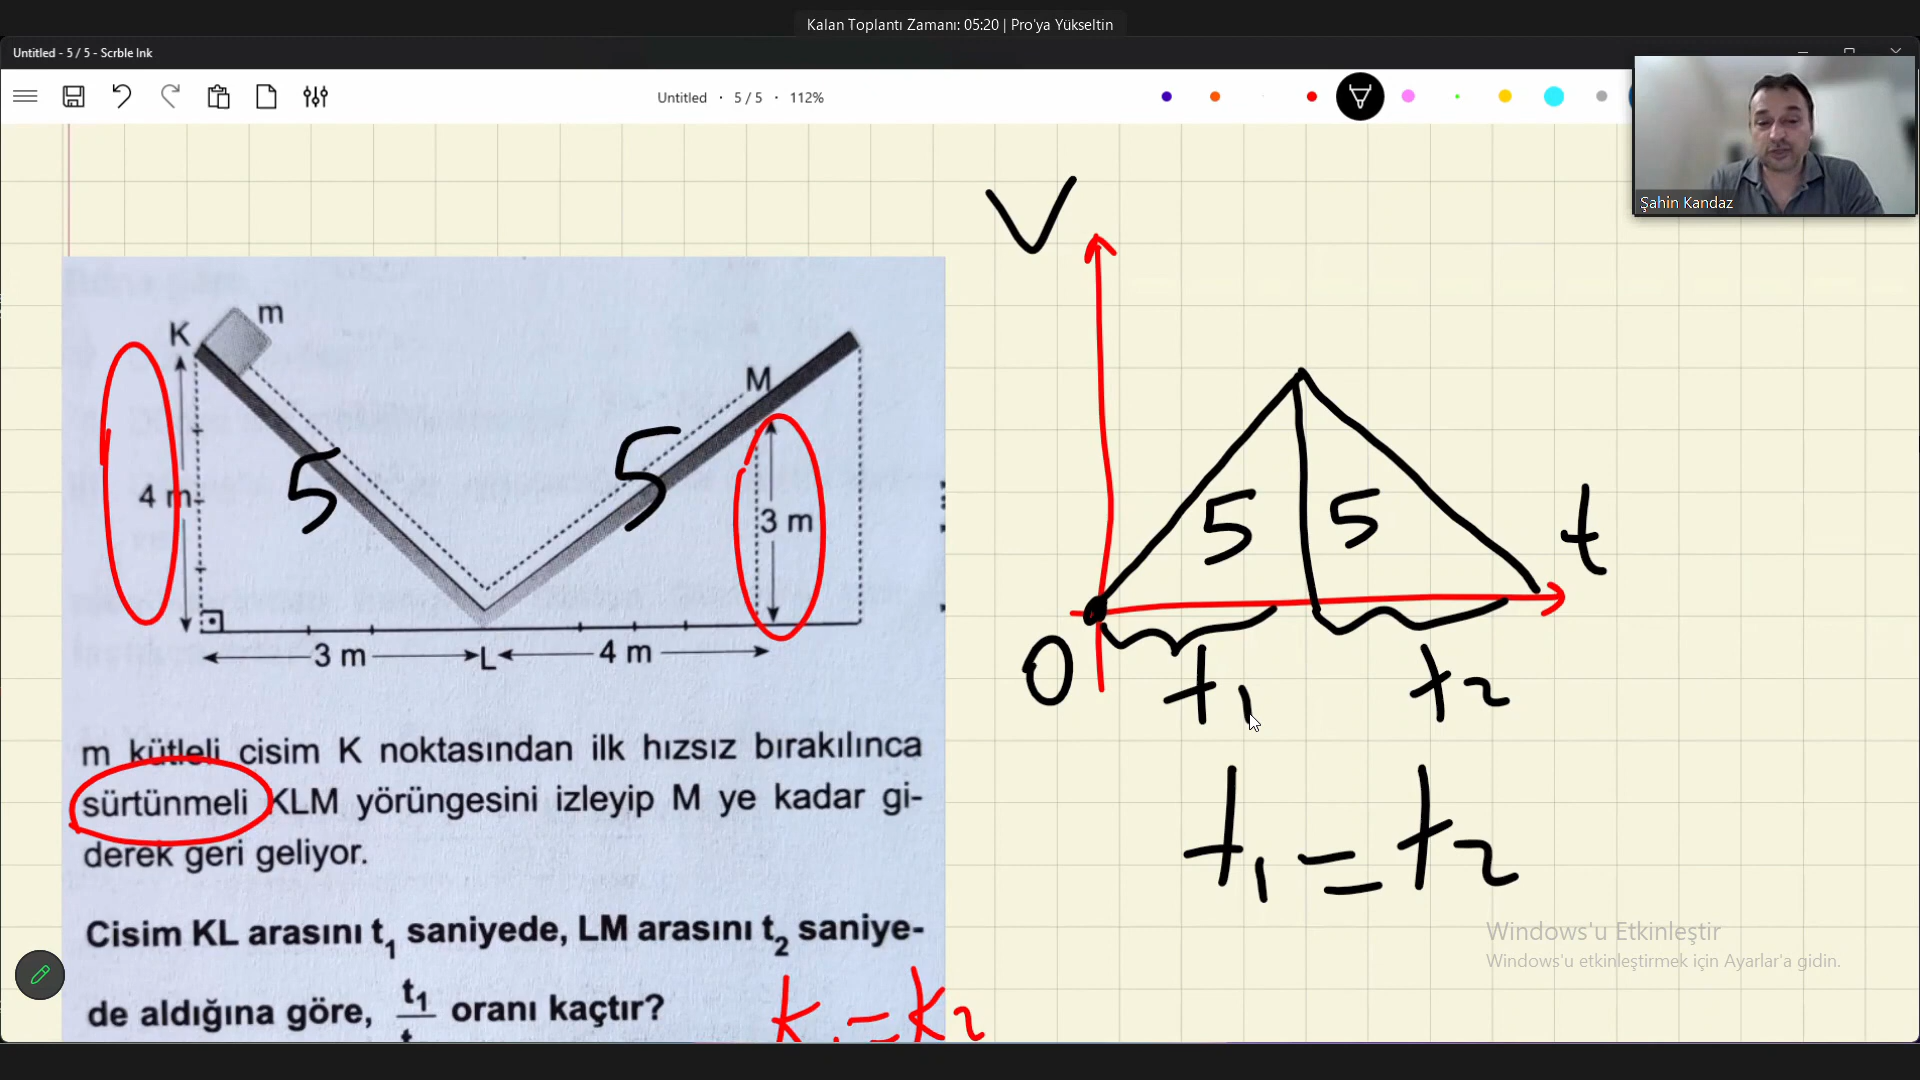 Kalan Toplantı Zamanı: 05:20 | Pro'ya Yükseltin
Untitled - 5 / 5 - Scrble Ink
Untitled · 5 / 5 · 112%
Şahin Kandaz
V
K
m
M
5
5
4 m
3 m
3 m
L
4 m
5
5
t
0
t1
t2
t1 = t2
m kütleli cisim K noktasından ilk hızsız bırakılınca
sürtünmeli KLM yörüngesini izleyip M ye kadar gi-
derek geri geliyor.
Cisim KL arasını t1 saniyede, LM arasını t2 saniye-
de aldığına göre, t1/t oranı kaçtır?
k1 = k2
Windows'u Etkinleştir
Windows'u etkinleştirmek için Ayarlar'a gidin.